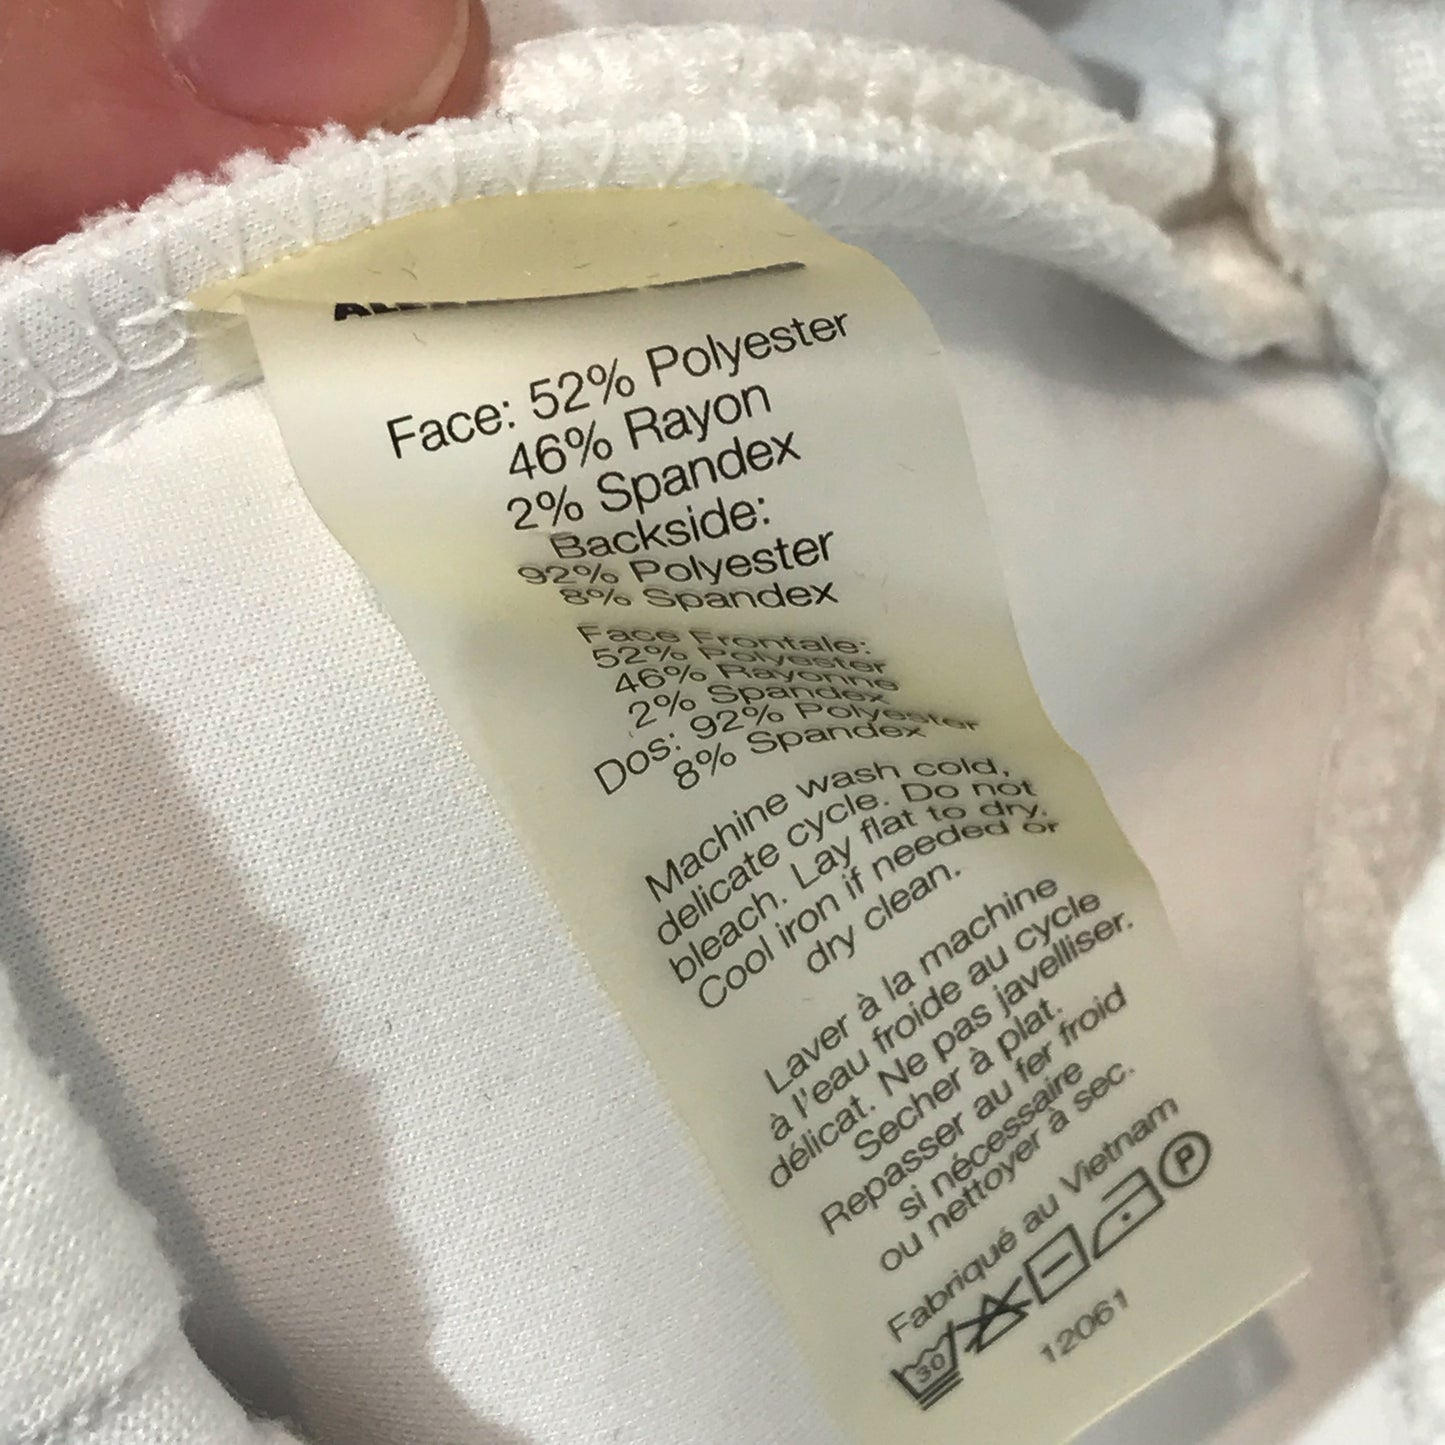 Face: 52% Polyester
46% Rayon
2% Spandex
Backside:
92% Polyester
8% Spandex
Face Frontale:
52% Polyester
46% Rayonne
2% Spandex
Dos: 92% Polyester
8% Spandex
Machine wash cold,
delicate cycle. Do not
bleach. Lay flat to dry.
Cool iron if needed or
dry clean.
Laver à la machine
à l'eau froide au cycle
délicat. Ne pas javelliser.
Secher à plat.
Repasser au fer froid
si nécessaire
ou nettoyer à sec.
Fabriqué au Vietnam
30 P
12061